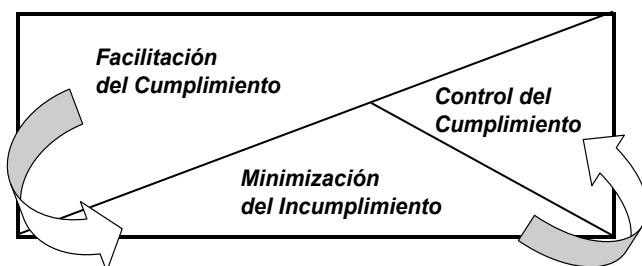 Facilitación
del Cumplimiento
Control del
Cumplimiento
Minimización
del Incumplimiento